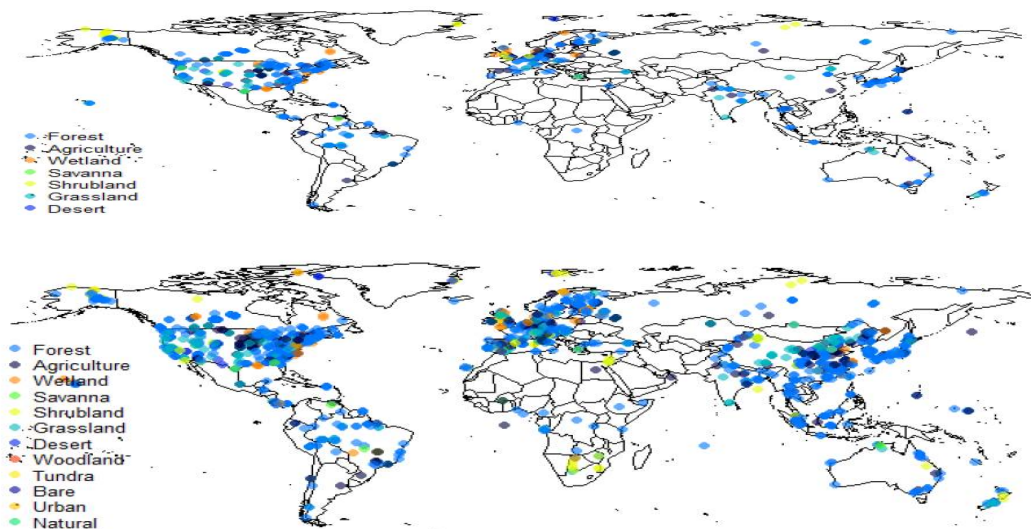 Forest
Agriculture
Wetland
Savanna
Shrubland
Grassland
Desert
Forest
Agriculture
Wetland
Savanna
Shrubland
Grassland
Desert
Woodland
Tundra
Bare
Urban
Natural